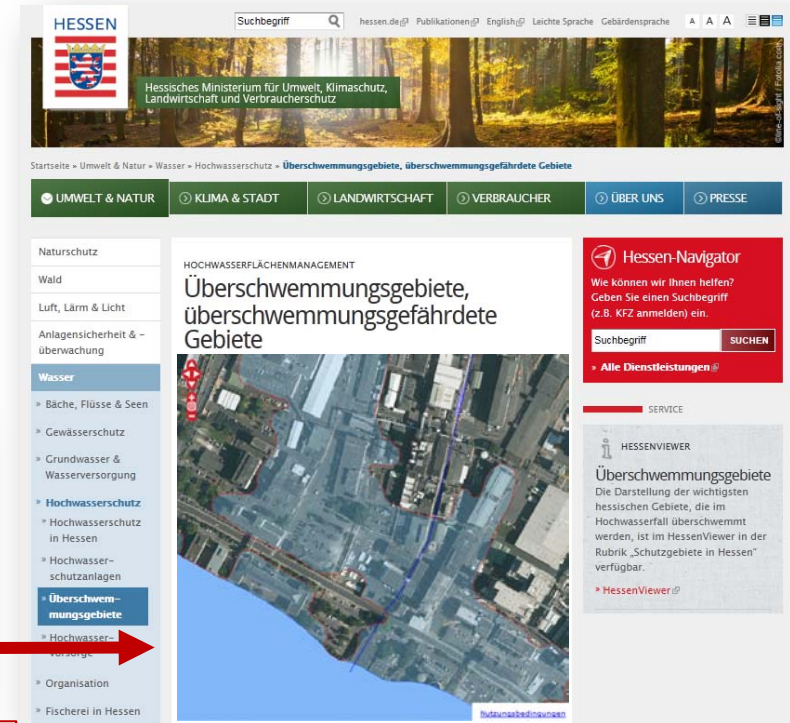 HESSEN
Suchbegriff
hessen.de Publikationen English Leichte Sprache Gebärdensprache A A A
Hessisches Ministerium für Umwelt, Klimaschutz,
Landwirtschaft und Verbraucherschutz
©time-of-sight / Fotolia.com
Startseite » Umwelt & Natur » Wasser » Hochwasserschutz » Überschwemmungsgebiete, überschwemmungsgefährdete Gebiete
UMWELT & NATUR
KLIMA & STADT
LANDWIRTSCHAFT
VERBRAUCHER
ÜBER UNS
PRESSE
Naturschutz
Wald
Luft, Lärm & Licht
Anlagensicherheit & –
überwachung
Wasser
» Bäche, Flüsse & Seen
» Gewässerschutz
» Grundwasser &
Wasserversorgung
» Hochwasserschutz
» Hochwasserschutz
in Hessen
» Hochwasser–
schutzanlagen
» Überschwem–
mungsgebiete
» Hochwasser–
vorsorge
» Organisation
» Fischerei in Hessen
HOCHWASSERFLÄCHENMANAGEMENT
Überschwemmungsgebiete,
überschwemmungsgefährdete
Gebiete
Nutzungsbedingungen
Hessen-Navigator
Wie können wir Ihnen helfen?
Geben Sie einen Suchbegriff
(z.B. KFZ anmelden) ein.
Suchbegriff
SUCHEN
» Alle Dienstleistungen
SERVICE
HESSENVIEWER
Überschwemmungsgebiete
Die Darstellung der wichtigsten
hessischen Gebiete, die im
Hochwasserfall überschwemmt
werden, ist im HessenViewer in der
Rubrik „Schutzgebiete in Hessen"
verfügbar.
» HessenViewer